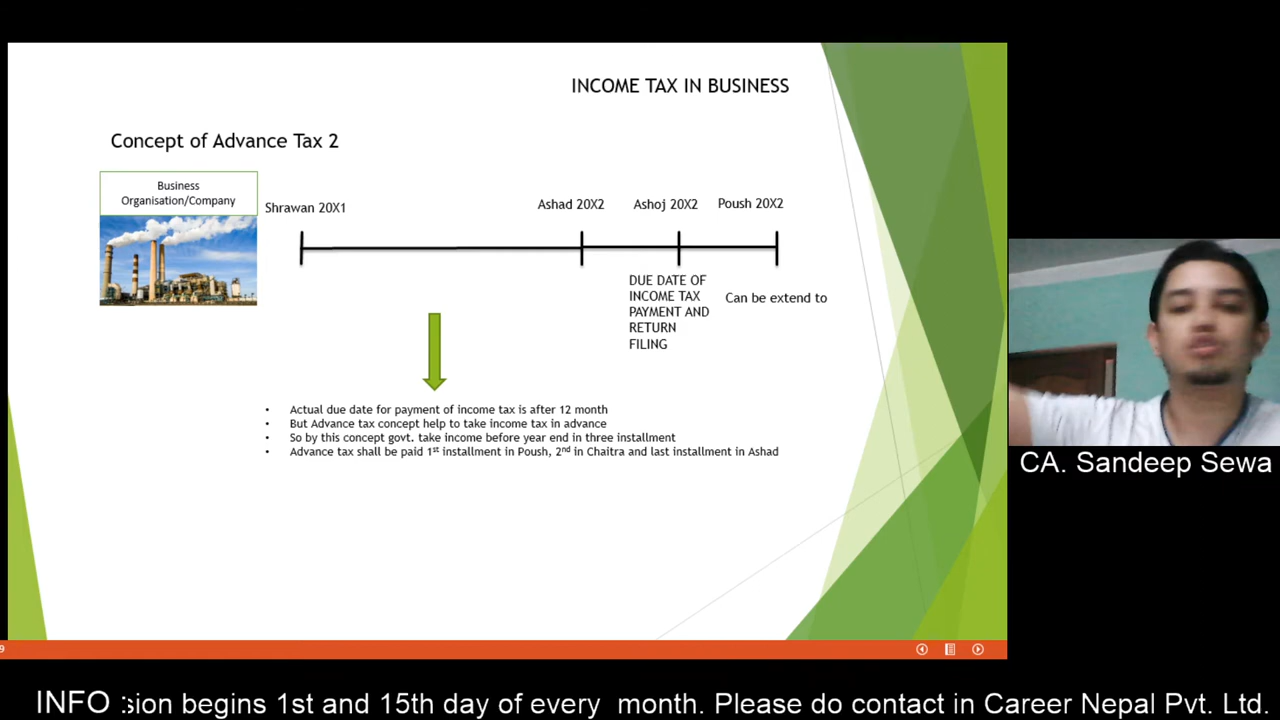 INCOME TAX IN BUSINESS
Concept of Advance Tax 2
Business
Organisation/Company
Shrawan 20X1
Ashad 20X2
Ashoj 20X2
Poush 20X2
DUE DATE OF
INCOME TAX
PAYMENT AND
RETURN
FILING
Can be extend to
• Actual due date for payment of income tax is after 12 month
• But Advance tax concept help to take income tax in advance
• So by this concept govt. take income before year end in three installment
• Advance tax shall be paid 1st installment in Poush, 2nd in Chaitra and last installment in Ashad
CA. Sandeep Sewa
9
INFO : sion begins 1st and 15th day of every month. Please do contact in Career Nepal Pvt. Ltd.